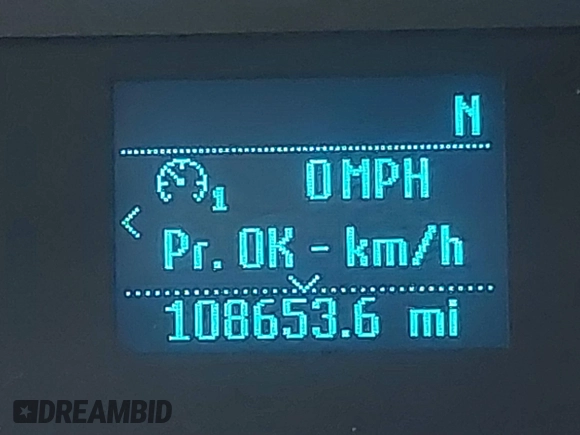 N
1 0 MPH
Pr. OK - km/h
108653.6 mi
DREAMBID